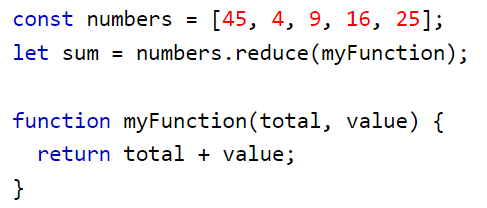 const numbers = [45, 4, 9, 16, 25];
let sum = numbers.reduce(myFunction);
function myFunction(total, value) {
  return total + value;
}